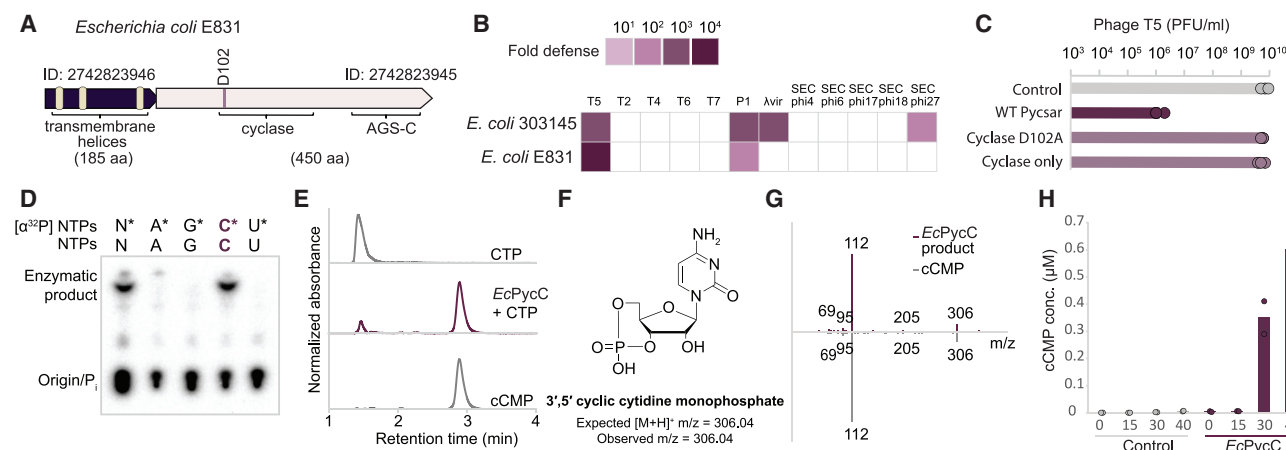 A
Escherichia coli E831
ID: 2742823946
D102
ID: 2742823945
transmembrane
helices
(185 aa)
cyclase
(450 aa)
AGS-C
B
Fold defense
10¹ 10² 10³ 10⁴
T5 T2 T4 T6 T7 P1 λvir SEC phi4 SEC phi6 SEC phi17 SEC phi18 SEC phi27
E. coli 303145
E. coli E831
C
Phage T5 (PFU/ml)
10³ 10⁴ 10⁵ 10⁶ 10⁷ 10⁸ 10⁹ 10¹⁰
Control
WT Pycsar
Cyclase D102A
Cyclase only
D
[α³²P] NTPs N* A* G* C* U*
NTPs N A G C U
Enzymatic
product
Origin/Pᵢ
E
Normalized absorbance
CTP
EcPycC
+ CTP
cCMP
1 2 3 4
Retention time (min)
F
NH₂
N
N
O
O
O
O=P
O
OH
OH
3′,5′ cyclic cytidine monophosphate
Expected [M+H]⁺ m/z = 306.04
Observed m/z = 306.04
G
112
EcPycC
product
cCMP
69 95 205 306
m/z
69 95 205 306
112
H
cCMP conc. (μM)
0.7
0.6
0.5
0.4
0.3
0.2
0.1
0
0 15 30 40 0 15 30
Control EcPycC